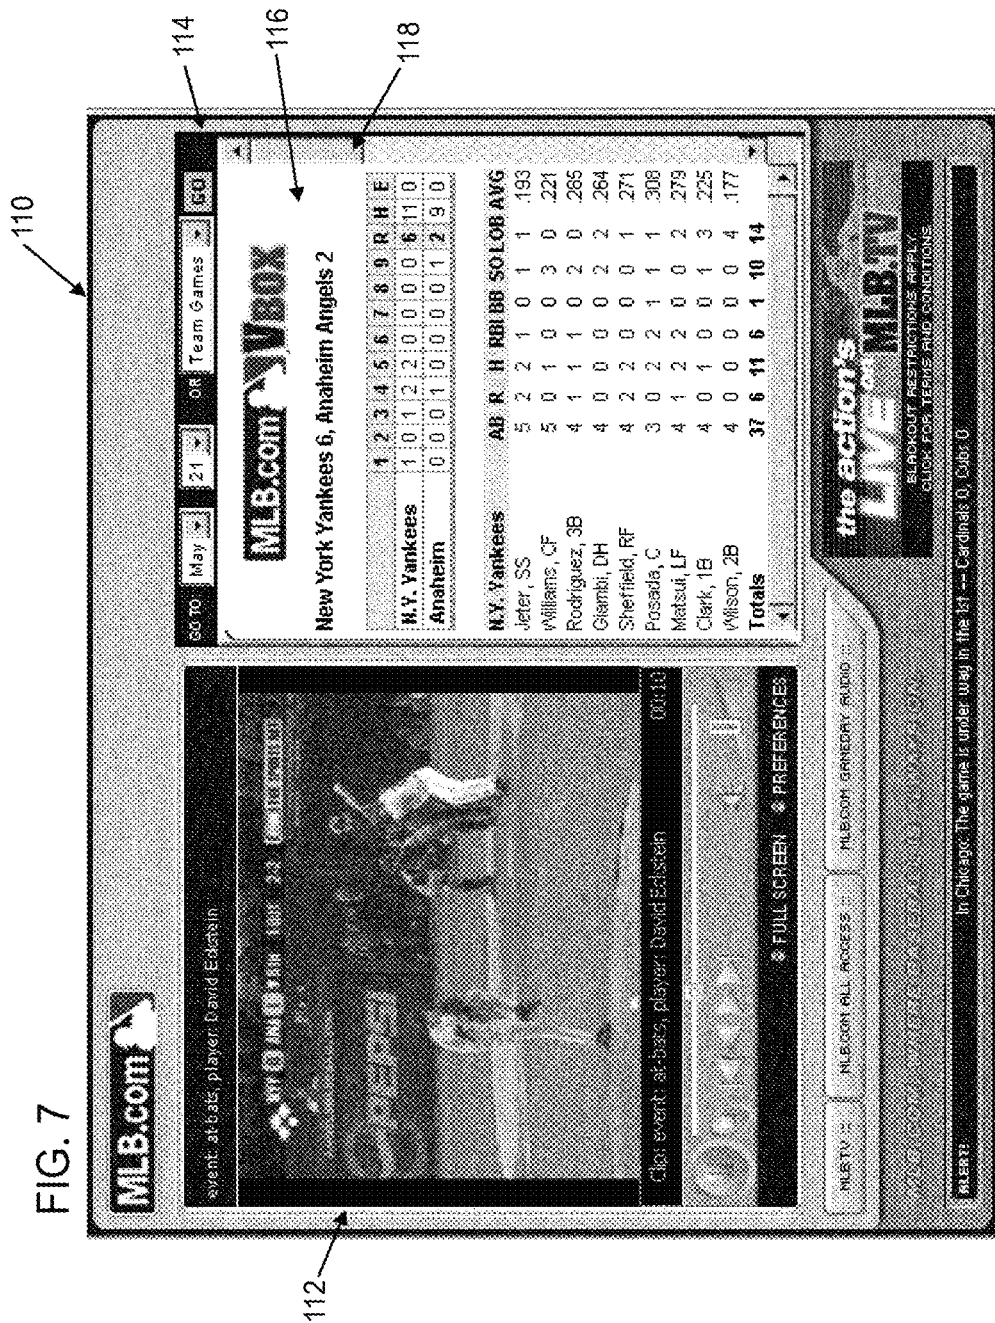 FIG. 7
110
112
114
116
118
MLB.com
event: at-bats, player: David Eckstein
Clip: event: at-bats, player: David Eckstein 00:10
FULL SCREEN PREFERENCES
GO TO May 21 OR Team Games GO
MLB.com VBOX
New York Yankees 6, Anaheim Angels 2
1 2 3 4 5 6 7 8 9 R H E
N.Y. Yankees 1 0 1 2 2 0 0 0 0 6 11 0
Anaheim 0 0 0 1 0 0 0 0 1 2 9 0
N.Y. Yankees AB R H RBI BB SO LOB AVG
Jeter, SS 5 2 2 1 0 1 1 .193
Williams, CF 5 0 1 0 0 3 0 .221
Rodriguez, 3B 4 1 1 1 0 2 0 .285
Giambi, DH 4 0 0 0 0 2 2 .264
Sheffield, RF 4 2 2 0 0 0 1 .271
Posada, C 3 0 2 2 1 1 1 .308
Matsui, LF 4 1 2 2 0 0 2 .279
Clark, 1B 4 0 1 0 0 1 3 .225
Wilson, 2B 4 0 0 0 0 0 4 .177
Totals 37 6 11 6 1 10 14
MLB.TV :: MLB.COM ALL ACCESS :: MLB.COM GAMEDAY AUDIO ::
the action's
LIVE on MLB.TV
BLACKOUT RESTRICTIONS APPLY.
CLICK FOR TERMS AND CONDITIONS.
ALERT: In Chicago: The game is under way in the 1st -- Cardinals 0, Cubs 0